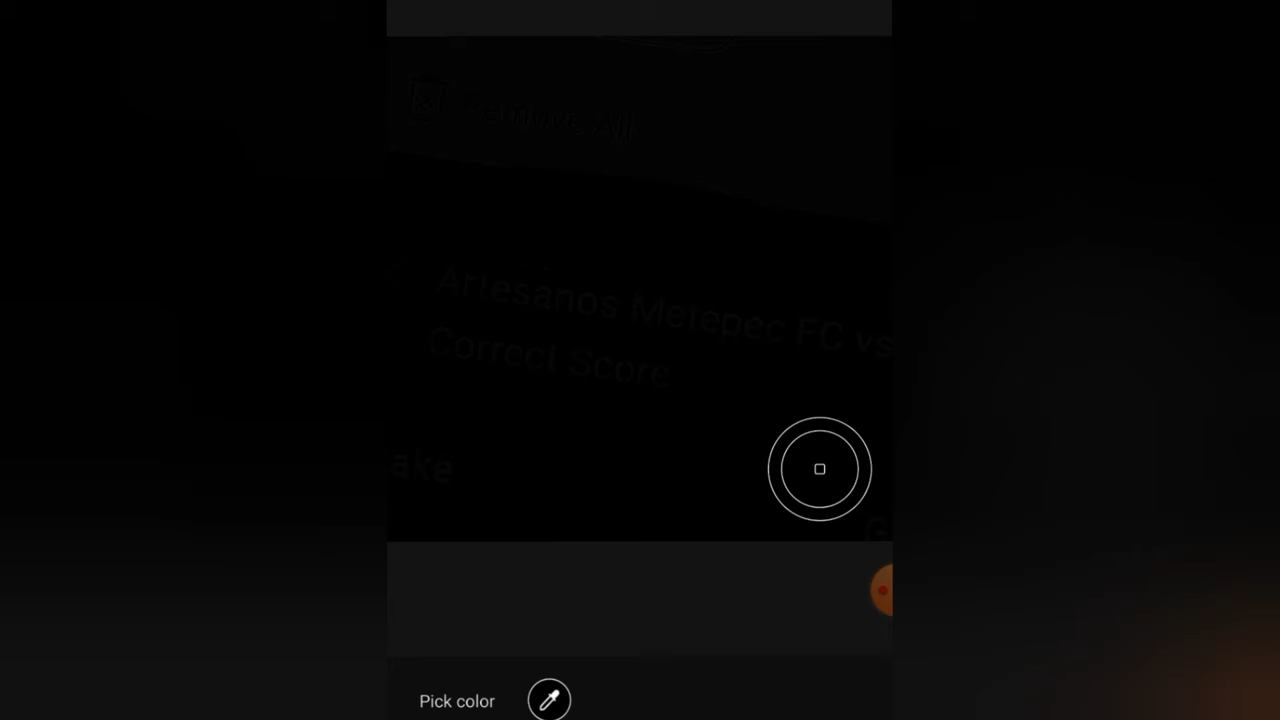 Remove All
Artesanos Metepec FC vs
Correct Score
ake
G
Pick color